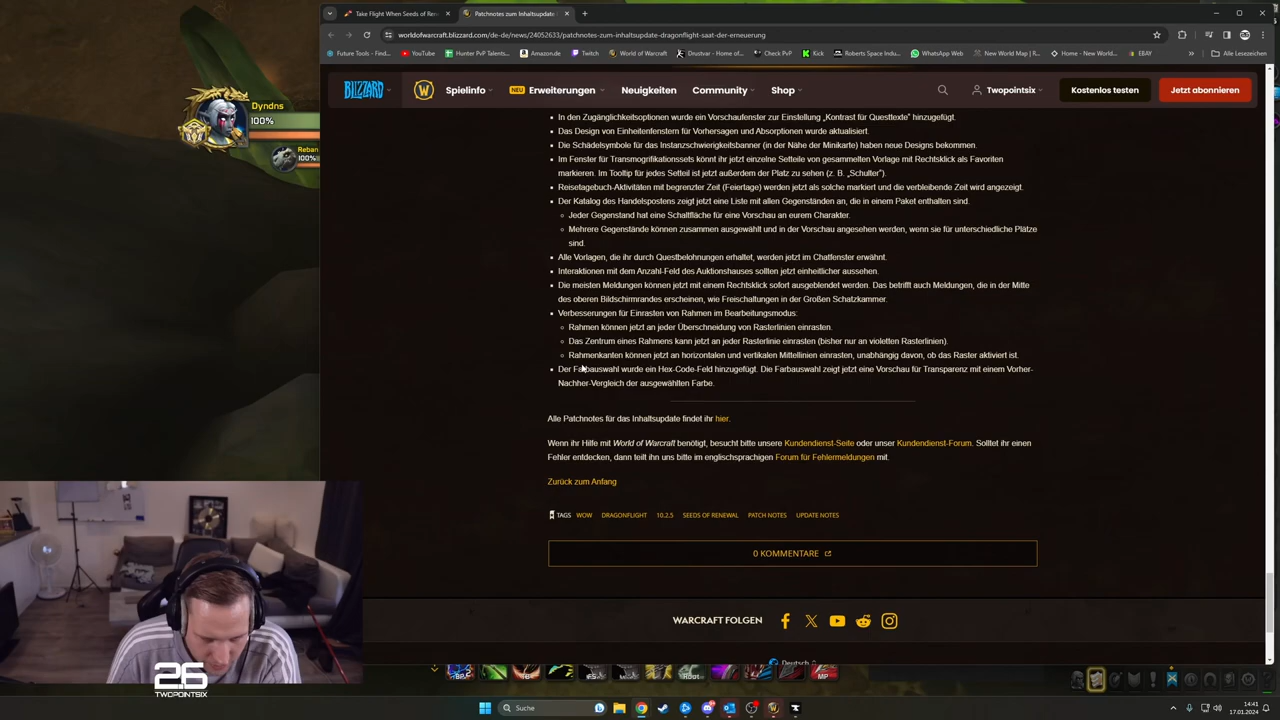 Take Flight When Seeds of Ren
Patchnotes zum Inhaltsupdate
worldofwarcraft.blizzard.com/de-de/news/24052633/patchnotes-zum-inhaltsupdate-dragonflight-saat-der-erneuerung
Future Tools - Find...
YouTube
Hunter PvP Talents...
Amazon.de
Twitch
World of Warcraft
Drustvar - Home of...
Check PvP
Kick
Roberts Space Indu...
WhatsApp Web
New World Map | R...
Home - New World...
EBAY
Alle Lesezeichen
BLIZZARD
Spielinfo
NEU
Erweiterungen
Neuigkeiten
Community
Shop
Twopointsix
Kostenlos testen
Jetzt abonnieren
Dyndns
100%
Reban
100%
In den Zugänglichkeitsoptionen wurde ein Vorschaufenster zur Einstellung „Kontrast für Questtexte“ hinzugefügt.
Das Design von Einheitenfenstern für Vorhersagen und Absorptionen wurde aktualisiert.
Die Schädelsymbole für das Instanzschwierigkeitsbanner (in der Nähe der Minikarte) haben neue Designs bekommen.
Im Fenster für Transmogrifikationssets könnt ihr jetzt einzelne Setteile von gesammelten Vorlage mit Rechtsklick als Favoriten
markieren. Im Tooltip für jedes Setteil ist jetzt außerdem der Platz zu sehen (z. B. „Schulter“).
Reisetagebuch-Aktivitäten mit begrenzter Zeit (Feiertage) werden jetzt als solche markiert und die verbleibende Zeit wird angezeigt.
Der Katalog des Handelspostens zeigt jetzt eine Liste mit allen Gegenständen an, die in einem Paket enthalten sind.
Jeder Gegenstand hat eine Schaltfläche für eine Vorschau an eurem Charakter.
Mehrere Gegenstände können zusammen ausgewählt und in der Vorschau angesehen werden, wenn sie für unterschiedliche Plätze
sind.
Alle Vorlagen, die ihr durch Questbelohnungen erhaltet, werden jetzt im Chatfenster erwähnt.
Interaktionen mit dem Anzahl-Feld des Auktionshauses sollten jetzt einheitlicher aussehen.
Die meisten Meldungen können jetzt mit einem Rechtsklick sofort ausgeblendet werden. Das betrifft auch Meldungen, die in der Mitte
des oberen Bildschirmrandes erscheinen, wie Freischaltungen in der Großen Schatzkammer.
Verbesserungen für Einrasten von Rahmen im Bearbeitungsmodus:
Rahmen können jetzt an jeder Überschneidung von Rasterlinien einrasten.
Das Zentrum eines Rahmens kann jetzt an jeder Rasterlinie einrasten (bisher nur an violetten Rasterlinien).
Rahmenkanten können jetzt an horizontalen und vertikalen Mittellinien einrasten, unabhängig davon, ob das Raster aktiviert ist.
Der Farbauswahl wurde ein Hex-Code-Feld hinzugefügt. Die Farbauswahl zeigt jetzt eine Vorschau für Transparenz mit einem Vorher-
Nachher-Vergleich der ausgewählten Farbe.
Alle Patchnotes für das Inhaltsupdate findet ihr hier.
Wenn ihr Hilfe mit World of Warcraft benötigt, besucht bitte unsere Kundendienst-Seite oder unser Kundendienst-Forum. Solltet ihr einen
Fehler entdecken, dann teilt ihn uns bitte im englischsprachigen Forum für Fehlermeldungen mit.
Zurück zum Anfang
TAGS WOW DRAGONFLIGHT 10.2.5 SEEDS OF RENEWAL PATCH NOTES UPDATE NOTES
0 KOMMENTARE
WARCRAFT FOLGEN
Deutsch
Root
MP
26
TWOPOINTSIX
Suche
14:41
17.01.2024